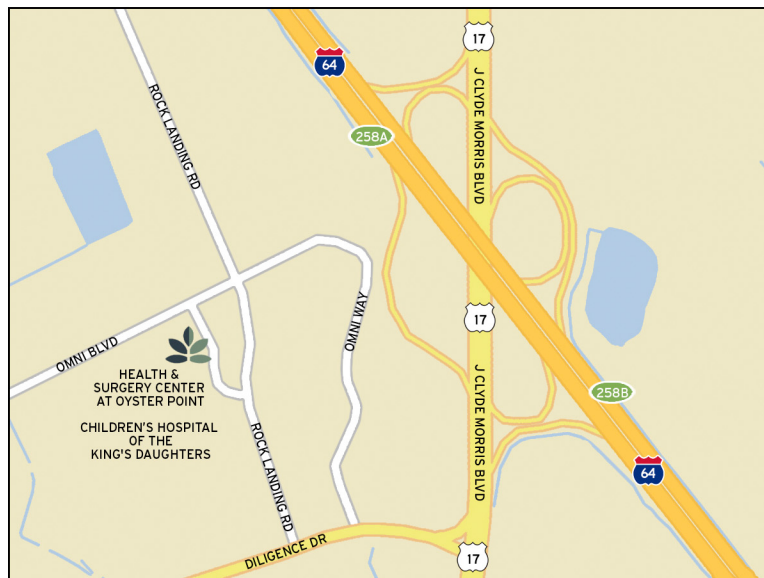 17
64
J CLYDE MORRIS BLVD
ROCK LANDING RD
258A
OMNI WAY
17
OMNI BLVD
HEALTH &
SURGERY CENTER
AT OYSTER POINT
CHILDREN'S HOSPITAL
OF THE
KING'S DAUGHTERS
258B
J CLYDE MORRIS BLVD
ROCK LANDING RD
64
DILIGENCE DR
17